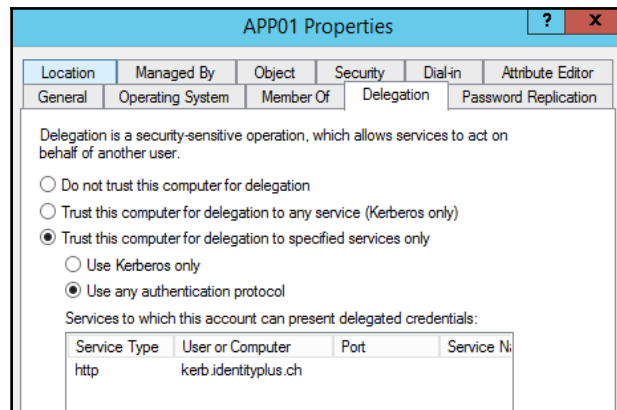 APP01 Properties
? x
Location Managed By Object Security Dial-in Attribute Editor
General Operating System Member Of Delegation Password Replication
Delegation is a security-sensitive operation, which allows services to act on
behalf of another user.
Do not trust this computer for delegation
Trust this computer for delegation to any service (Kerberos only)
Trust this computer for delegation to specified services only
Use Kerberos only
Use any authentication protocol
Services to which this account can present delegated credentials:
Service Type User or Computer Port Service Na
http kerb.identityplus.ch